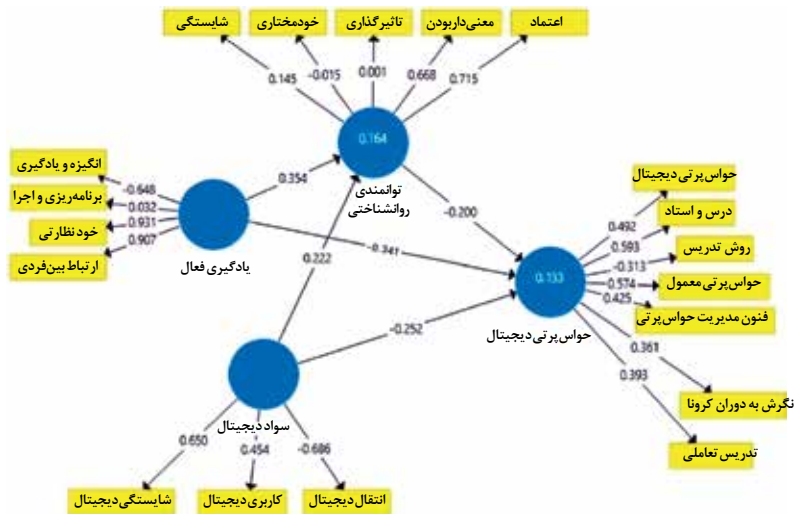 شایستگی
خودمختاری
تاثیرگذاری
معنی‌داربودن
اعتماد
0.145
-0.015
0.001
0.668
0.715
0.164
توانمندی
روانشناختی
انگیزه و یادگیری
برنامه‌ریزی و اجرا
خودنظارتی
ارتباط بین‌فردی
-0.648
0.032
0.931
0.907
یادگیری فعال
0.354
-0.200
-0.341
0.222
-0.252
0.133
حواس‌پرتی دیجیتال
حواس‌پرتی دیجیتال
درس و استاد
روش تدریس
حواس‌پرتی معمول
فنون مدیریت حواس‌پرتی
نگرش به دوران کرونا
تدریس تعاملی
0.492
0.593
-0.313
0.574
0.425
0.361
0.393
سواد دیجیتال
0.650
0.454
-0.686
شایستگی دیجیتال
کاربری دیجیتال
انتقال دیجیتال